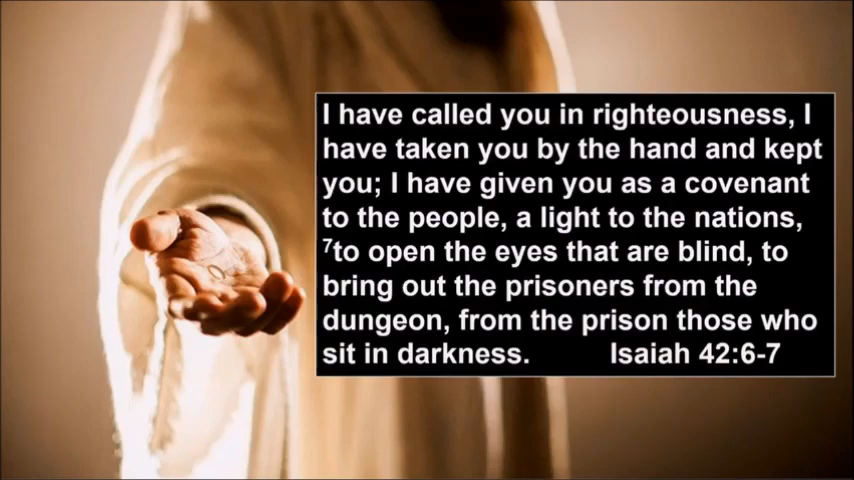 I have called you in righteousness, I
have taken you by the hand and kept
you; I have given you as a covenant
to the people, a light to the nations,
⁷to open the eyes that are blind, to
bring out the prisoners from the
dungeon, from the prison those who
sit in darkness. Isaiah 42:6-7